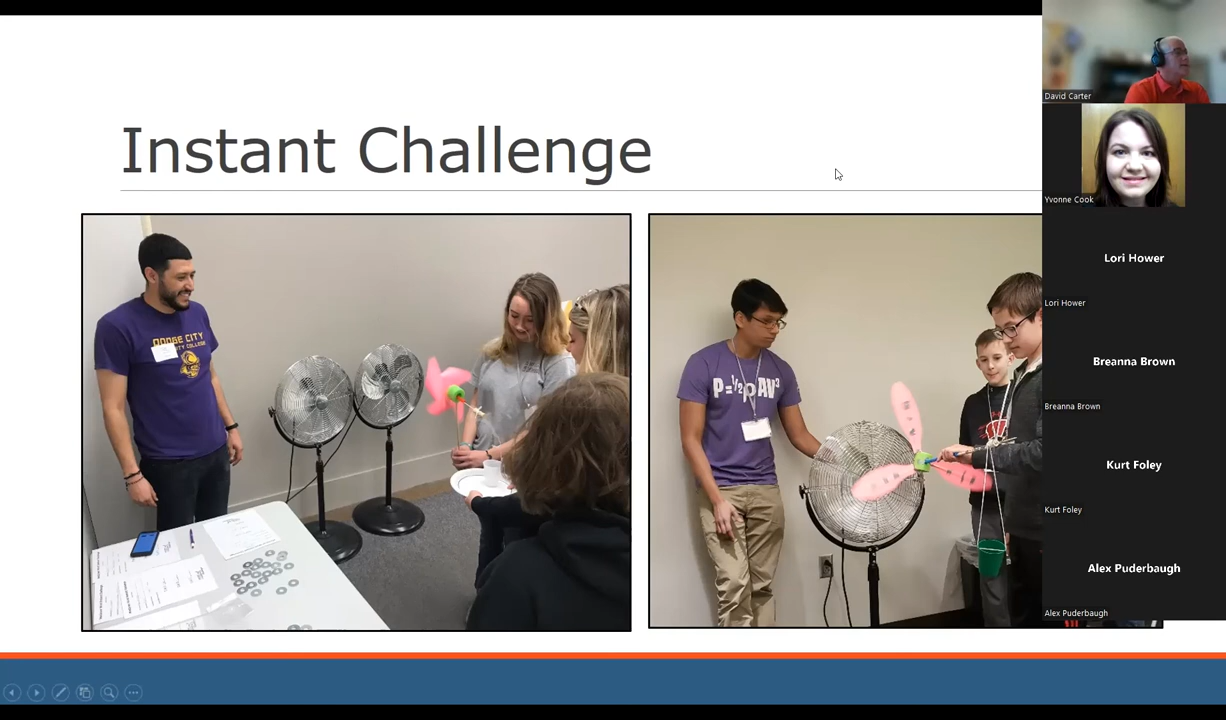 Instant Challenge
DODGE CITY
COMMUNITY COLLEGE
P=½ρAV³
David Carter
Yvonne Cook
Lori Hower
Lori Hower
Breanna Brown
Breanna Brown
Kurt Foley
Kurt Foley
Alex Puderbaugh
Alex Puderbaugh